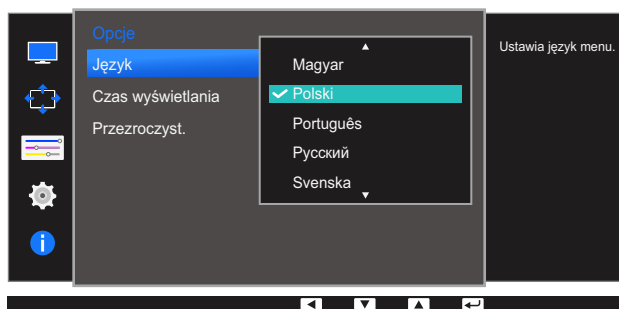 Opcje
Język
Czas wyświetlania
Przezroczyst.
Magyar
Polski
Português
Русский
Svenska
Ustawia język menu.